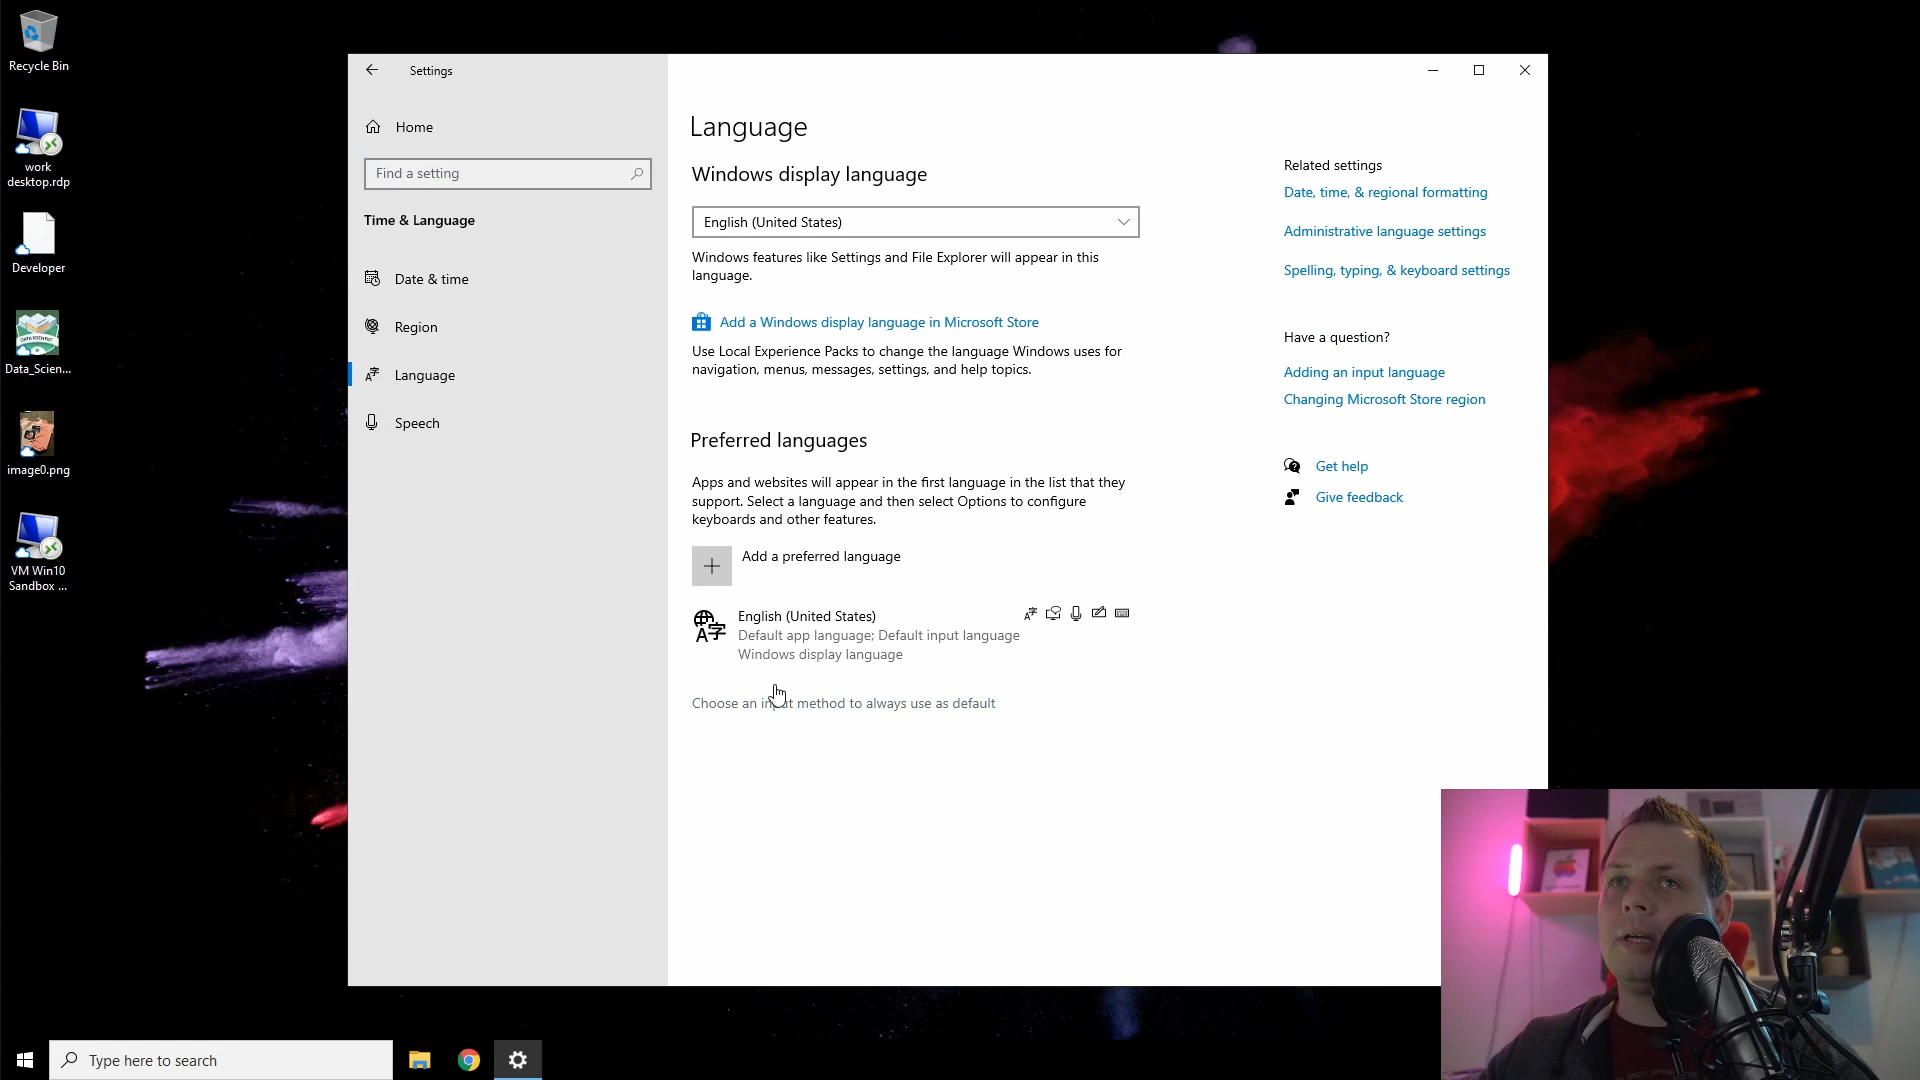 Recycle Bin
work
desktop.rdp
Developer
Data_Scien...
image0.png
VM Win10
Sandbox ...
Settings
Home
Find a setting
Time & Language
Date & time
Region
Language
Speech
Language
Windows display language
English (United States)
Windows features like Settings and File Explorer will appear in this
language.
Add a Windows display language in Microsoft Store
Use Local Experience Packs to change the language Windows uses for
navigation, menus, messages, settings, and help topics.
Preferred languages
Apps and websites will appear in the first language in the list that they
support. Select a language and then select Options to configure
keyboards and other features.
Add a preferred language
English (United States)
Default app language; Default input language
Windows display language
Choose an input method to always use as default
Related settings
Date, time, & regional formatting
Administrative language settings
Spelling, typing, & keyboard settings
Have a question?
Adding an input language
Changing Microsoft Store region
Get help
Give feedback
Type here to search